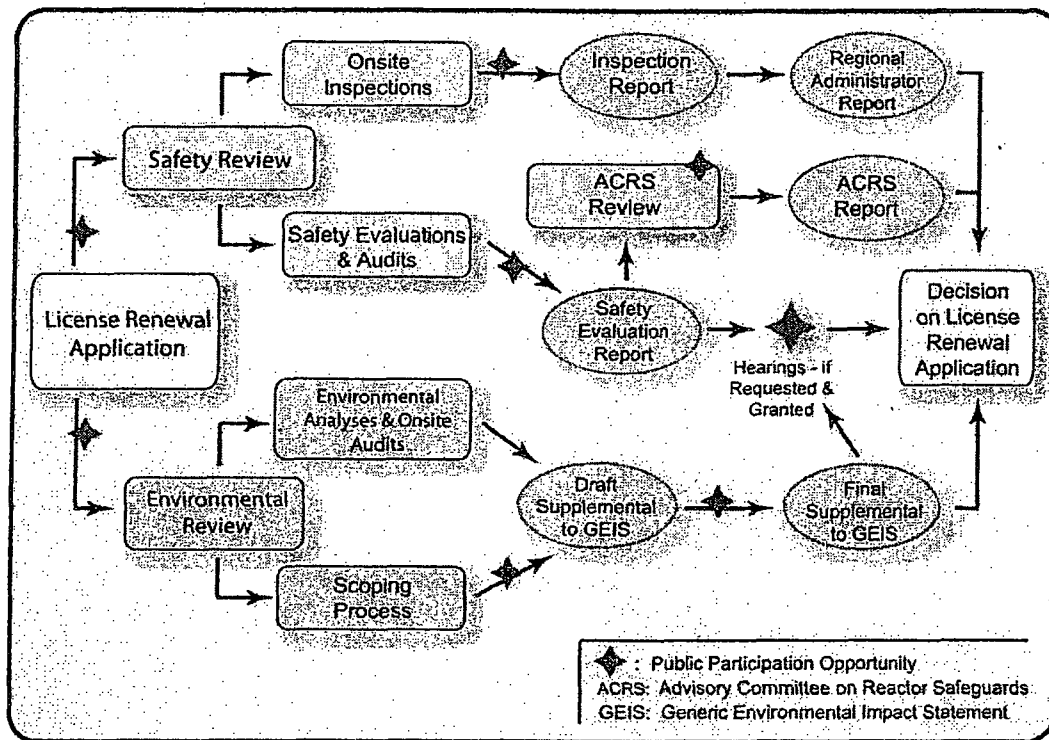 Onsite
Inspections
Inspection
Report
Regional
Administrator
Report
Safety Review
ACRS
Review
ACRS
Report
Safety Evaluations
& Audits
License Renewal
Application
Safety
Evaluation
Report
Hearings - if
Requested &
Granted
Decision
on License
Renewal
Application
Environmental
Analyses & Onsite
Audits
Environmental
Review
Draft
Supplemental
to GEIS
Final
Supplemental
to GEIS
Scoping
Process
: Public Participation Opportunity
ACRS: Advisory Committee on Reactor Safeguards
GEIS: Generic Environmental Impact Statement